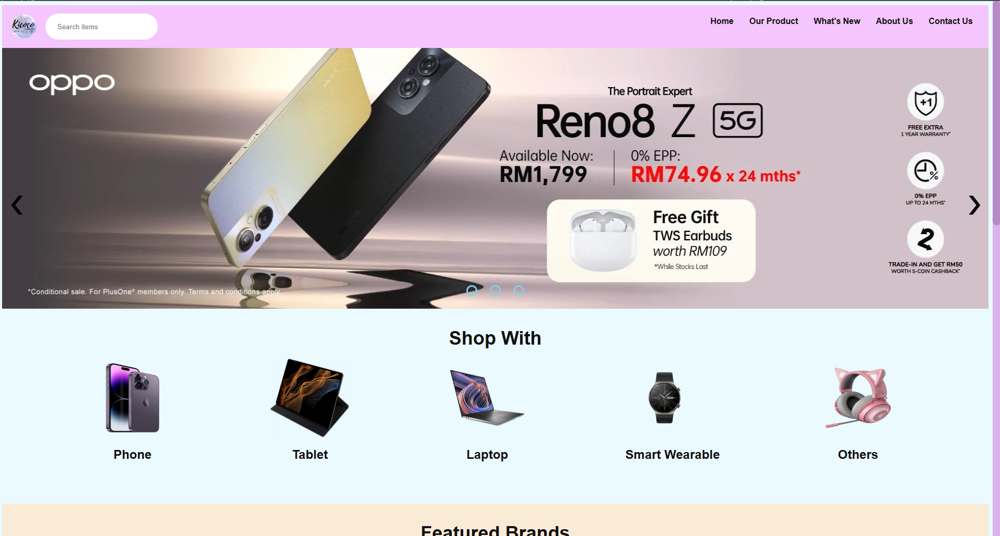 Kicoco
Search items
Home
Our Product
What's New
About Us
Contact Us
oppo
The Portrait Expert
Reno8 Z 5G
Available Now:
RM1,799
0% EPP:
RM74.96 x 24 mths*
Free Gift
TWS Earbuds
worth RM109
*While Stocks Last
+1
FREE EXTRA
1 YEAR WARRANTY*
%
0% EPP
UP TO 24 MTHS*
TRADE-IN AND GET RM50
WORTH S-COIN CASHBACK*
*Conditional sale. For PlusOne® members only. Terms and conditions apply.
Shop With
Phone
Tablet
Laptop
Smart Wearable
Others
Featured Brands